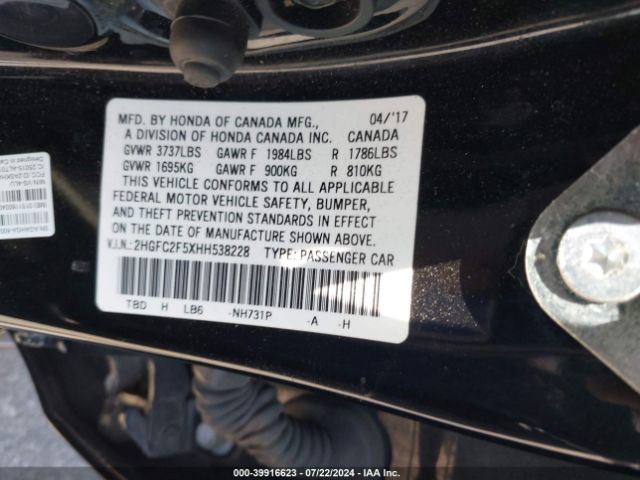 MFD. BY HONDA OF CANADA MFG., 04/'17
A DIVISION OF HONDA CANADA INC. CANADA
GVWR 3737LBS GAWR F 1984LBS R 1786LBS
GVWR 1695KG GAWR F 900KG R 810KG
THIS VEHICLE CONFORMS TO ALL APPLICABLE
FEDERAL MOTOR VEHICLE SAFETY, BUMPER,
AND THEFT PREVENTION STANDARDS IN EFFECT
ON THE DATE OF MANUFACTURE SHOWN ABOVE.
V.I.N.: 2HGFC2F5XHH538228 TYPE: PASSENGER CAR
TBD H LB6 -NH731P -A -H
000-39916623 - 07/22/2024 - IAA Inc.